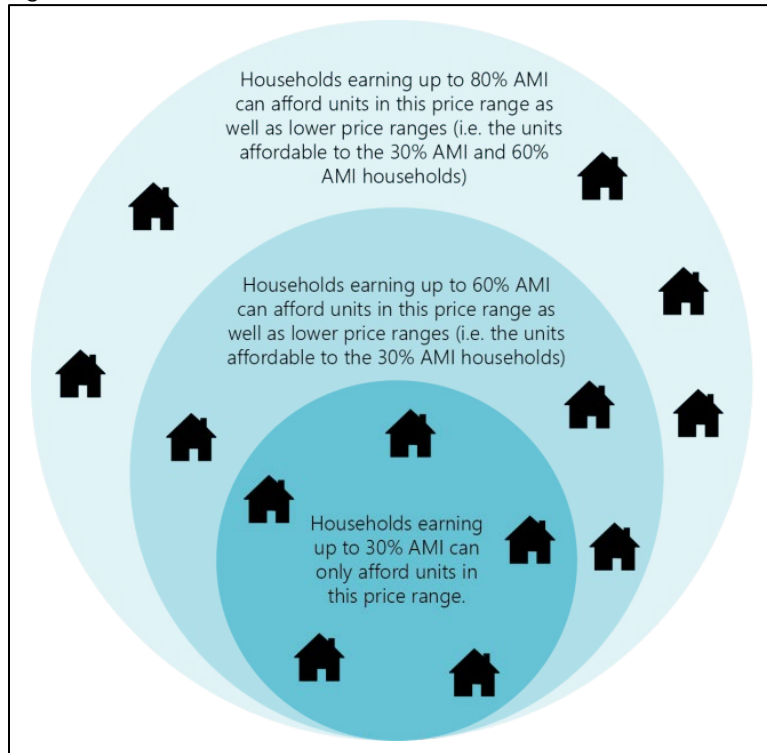 Households earning up to 80% AMI
can afford units in this price range as
well as lower price ranges (i.e. the units
affordable to the 30% AMI and 60%
AMI households)
Households earning up to 60% AMI
can afford units in this price range as
well as lower price ranges (i.e. the units
affordable to the 30% AMI households)
Households earning
up to 30% AMI can
only afford units in
this price range.